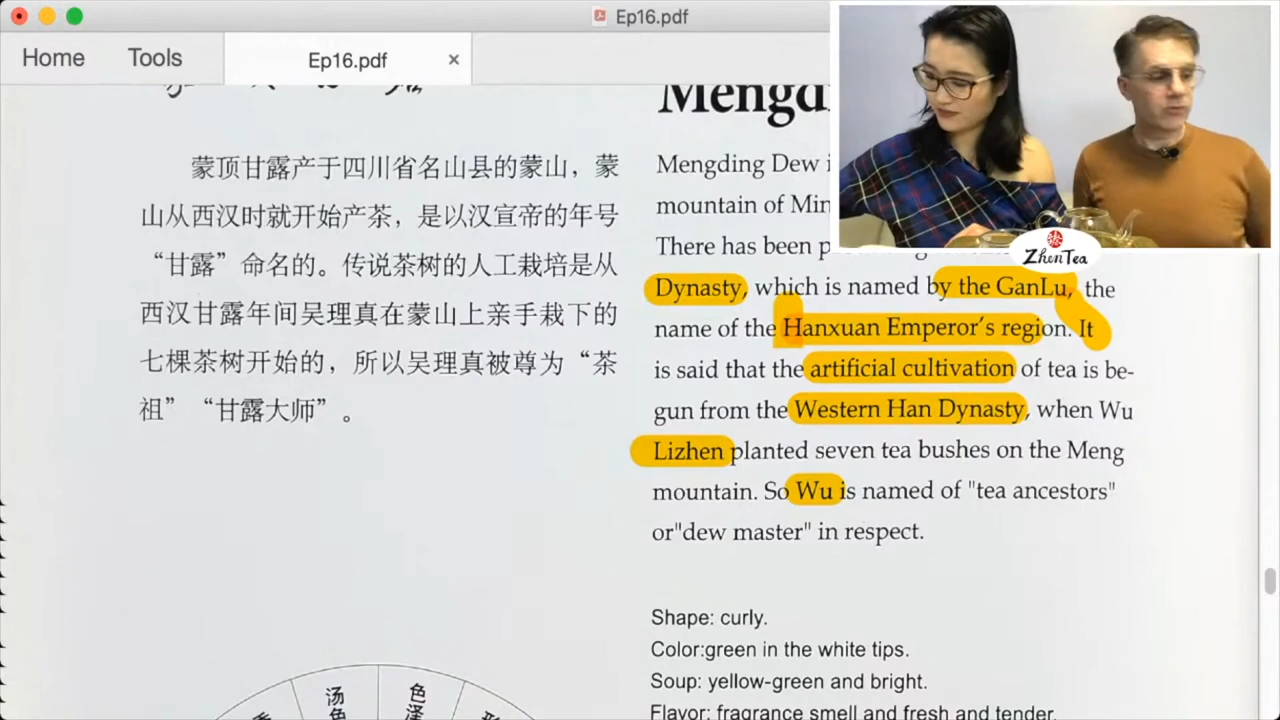 Ep16.pdf
Home
Tools
Ep16.pdf
×
蒙顶甘露产于四川省名山县的蒙山，蒙
山从西汉时就开始产茶，是以汉宣帝的年号
“甘露”命名的。传说茶树的人工栽培是从
西汉甘露年间吴理真在蒙山上亲手栽下的
七棵茶树开始的，所以吴理真被尊为“茶
祖”“甘露大师”。
汤色
色泽
Mengding Dew
mountain of
There has been
Dynasty, which is named by the GanLu, the
name of the Hanxuan Emperor's region. It
is said that the artificial cultivation of tea is be-
gun from the Western Han Dynasty, when Wu
Lizhen planted seven tea bushes on the Meng
mountain. So Wu is named of "tea ancestors"
or"dew master" in respect.
Shape: curly.
Color:green in the white tips.
Soup: yellow-green and bright.
Flavor: fragrance smell and fresh and tender.
ZhenTea